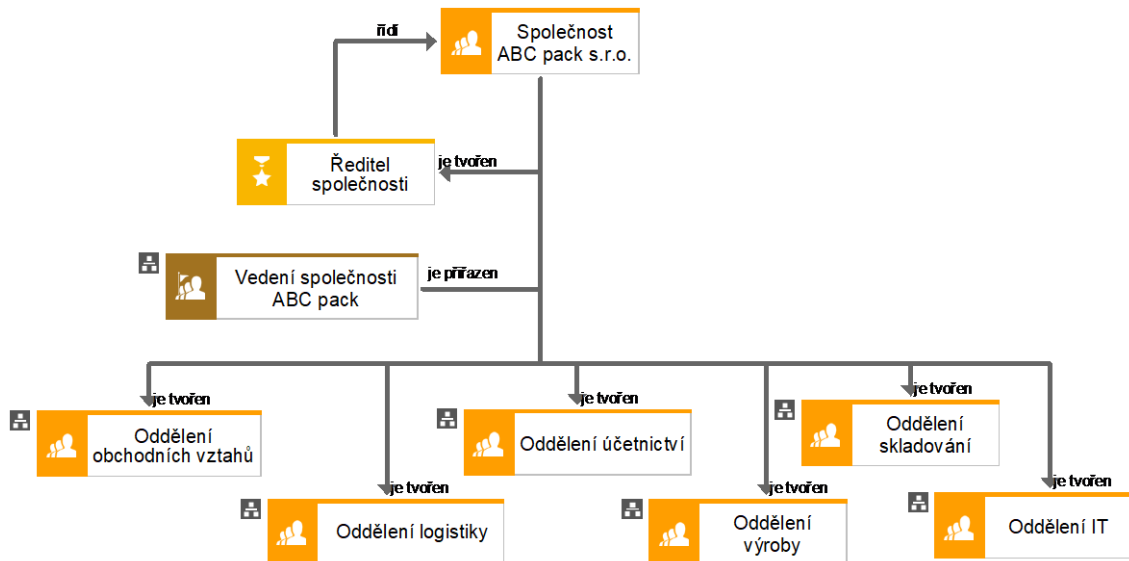 řídí
Společnost
ABC pack s.r.o.
Ředitel
společnosti
je tvořen
Vedení společnosti
ABC pack
je přiřazen
je tvořen
je tvořen
je tvořen
Oddělení
obchodních vztahů
Oddělení účetnictví
Oddělení
skladování
je tvořen
je tvořen
je tvořen
Oddělení logistiky
Oddělení
výroby
Oddělení IT